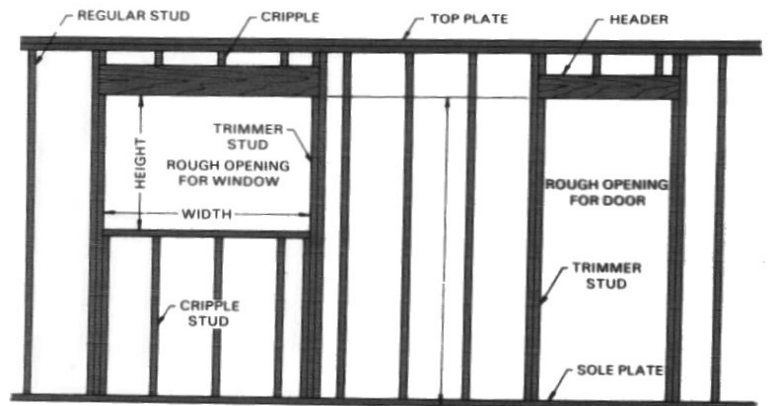 REGULAR STUD
CRIPPLE
TOP PLATE
HEADER
TRIMMER
STUD
HEIGHT
ROUGH OPENING
FOR WINDOW
WIDTH
ROUGH OPENING
FOR DOOR
CRIPPLE
STUD
TRIMMER
STUD
SOLE PLATE